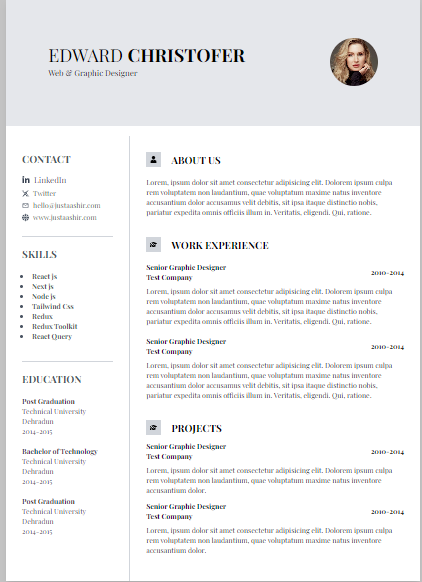 EDWARD CHRISTOFER
Web & Graphic Designer
CONTACT
LinkedIn
Twitter
hello@justaashir.com
www.justaashir.com
SKILLS
React js
Next js
Node js
Tailwind Css
Redux
Redux Toolkit
React Query
EDUCATION
Post Graduation
Technical University
Dehradun
2014-2015
Bachelor of Technology
Technical University
Dehradun
2014-2015
Post Graduation
Technical University
Dehradun
2014-2015
ABOUT US
Lorem, ipsum dolor sit amet consectetur adipisicing elit. Dolorem ipsum culpa
rem voluptatem non laudantium, quaerat voluptatum maxime natus inventore
accusantium dolor accusamus velit debitis, sit ipsa itaque distinctio nobis,
pariatur expedita omnis officiis illum in. Veritatis, eligendi. Qui, ratione.
WORK EXPERIENCE
Senior Graphic Designer
Test Company
2010-2014
Lorem, ipsum dolor sit amet consectetur adipisicing elit. Dolorem ipsum culpa
rem voluptatem non laudantium, quaerat voluptatum maxime natus inventore
accusantium dolor accusamus velit debitis, sit ipsa itaque distinctio nobis,
pariatur expedita omnis officiis illum in. Veritatis, eligendi. Qui, ratione.
Senior Graphic Designer
Test Company
2010-2014
Lorem, ipsum dolor sit amet consectetur adipisicing elit. Dolorem ipsum culpa
rem voluptatem non laudantium, quaerat voluptatum maxime natus inventore
accusantium dolor accusamus velit debitis, sit ipsa itaque distinctio nobis,
pariatur expedita omnis officiis illum in. Veritatis, eligendi. Qui, ratione.
PROJECTS
Senior Graphic Designer
Test Company
2010-2014
Lorem, ipsum dolor sit amet consectetur adipisicing elit. Dolorem ipsum culpa
rem voluptatem non laudantium, quaerat voluptatum maxime natus inventore
accusantium dolor.
Senior Graphic Designer
Test Company
2010-2014
Lorem, ipsum dolor sit amet consectetur adipisicing elit. Dolorem ipsum culpa
rem voluptatem non laudantium, quaerat voluptatum maxime natus inventore
accusantium dolor.